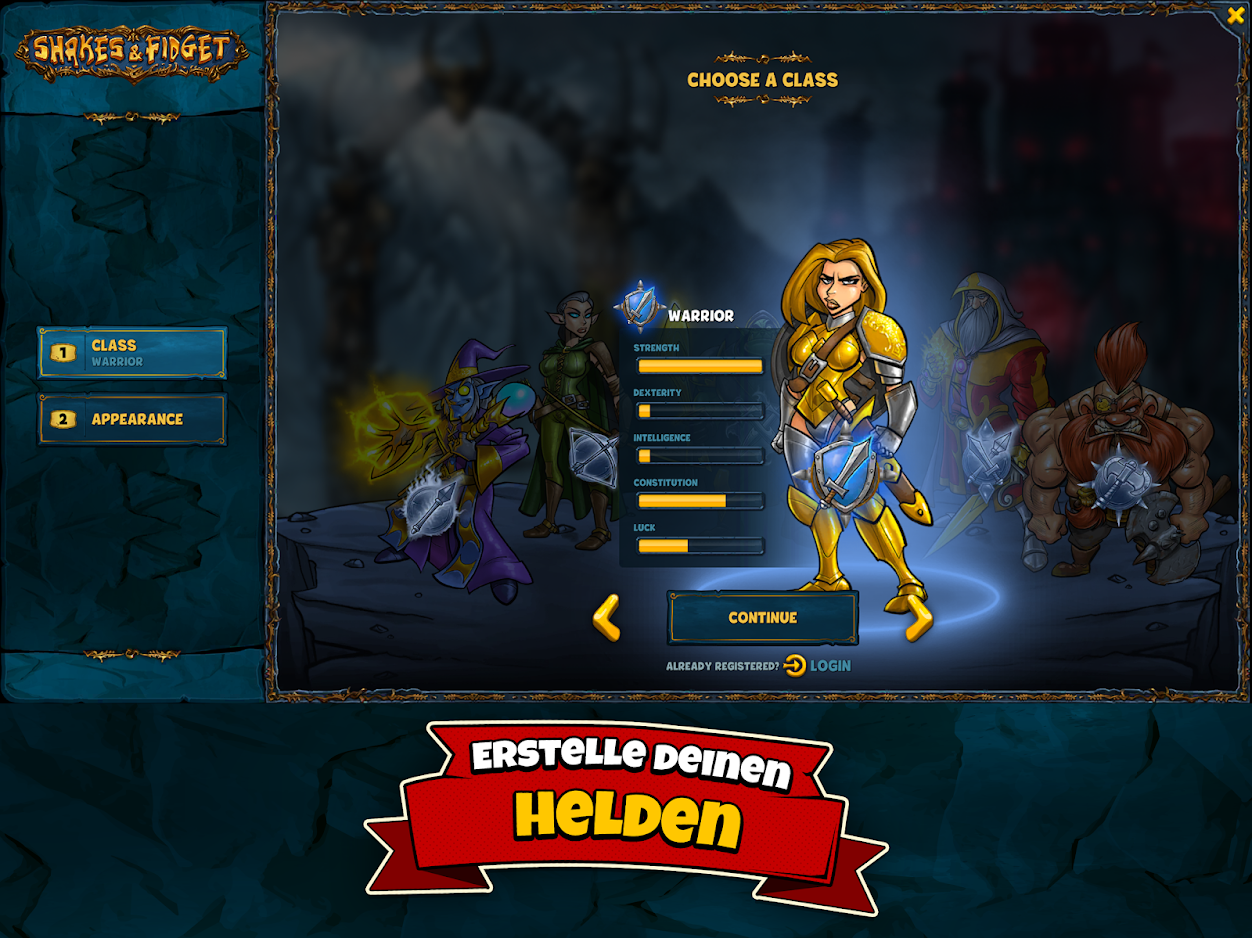 SHAKES & FIDGET
CHOOSE A CLASS
1 CLASS
WARRIOR
2 APPEARANCE
WARRIOR
STRENGTH
DEXTERITY
INTELLIGENCE
CONSTITUTION
LUCK
CONTINUE
ALREADY REGISTERED? LOGIN
ERSTELLE DEINEN
HELDEN